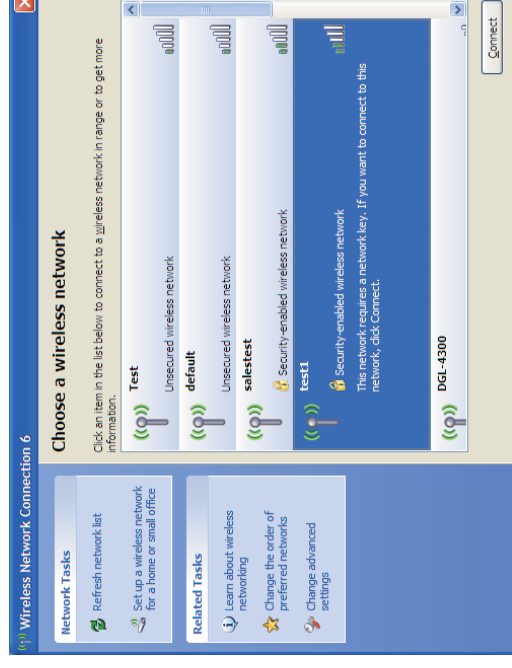 Wireless Network Connection 6
Network Tasks
Refresh network list
Set up a wireless network
for a home or small office
Related Tasks
Learn about wireless
networking
Change the order of
preferred networks
Change advanced
settings
Choose a wireless network
Click an item in the list below to connect to a wireless network in range or to get more
information.
Test
Unsecured wireless network
default
Unsecured wireless network
salestest
Security-enabled wireless network
test1
Security-enabled wireless network
This network requires a network key. If you want to connect to this
network, click Connect.
DGL-4300
Connect